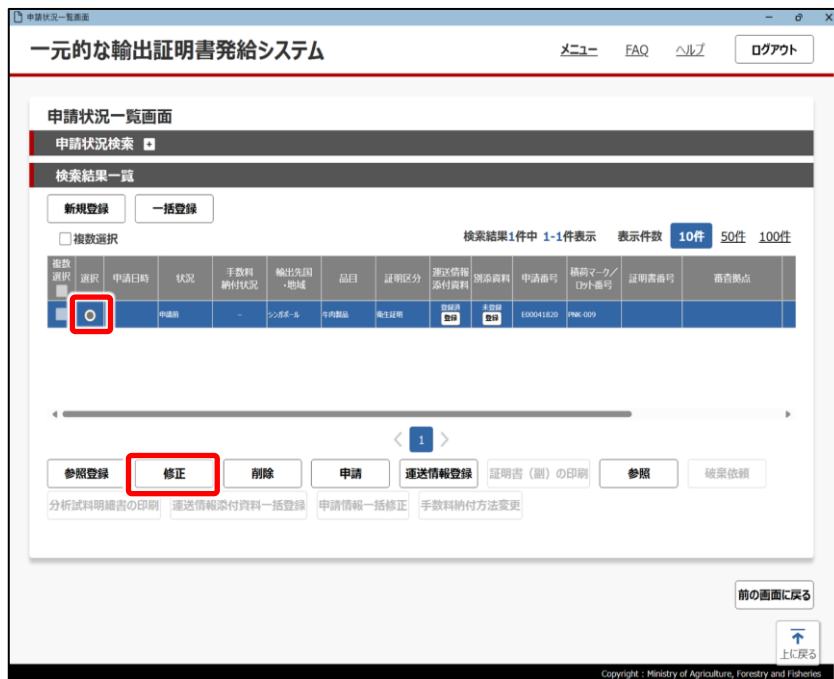 申請状況一覧画面
一元的な輸出証明書発給システム
メニュー FAQ ヘルプ ログアウト
申請状況一覧画面
申請状況検索 +
検索結果一覧
新規登録 一括登録
複数選択 検索結果1件中 1-1件表示 表示件数 10件 50件 100件
複数選択 選択 申請日時 状況 手数料納付状況 輸出先国・地域 品目 証明区分 運送情報添付資料 別添資料 申請番号 積荷マーク/ロット番号 証明書番号 審査拠点
申請前 - シンガポール 牛肉製品 衛生証明 登録済 登録 未登録 登録 E00041820 PNK-009
1
参照登録 修正 削除 申請 運送情報登録 証明書(副)の印刷 参照 破棄依頼
分析試料明細書の印刷 運送情報添付資料一括登録 申請情報一括修正 手数料納付方法変更
前の画面に戻る
上に戻る
Copyright : Ministry of Agriculture, Forestry and Fisheries